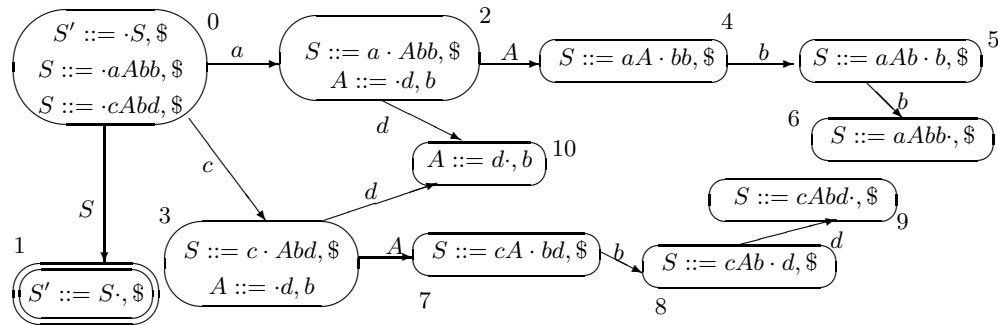 0
S′ ::= ·S, $
S ::= ·aAbb, $
S ::= ·cAbd, $
a
2
S ::= a · Abb, $
A ::= ·d, b
A
4
S ::= aA · bb, $
b
5
S ::= aAb · b, $
b
6
S ::= aAbb·, $
d
10
A ::= d·, b
c
d
S
1
S′ ::= S·, $
3
S ::= c · Abd, $
A ::= ·d, b
A
S ::= cA · bd, $
7
b
S ::= cAb · d, $
8
d
S ::= cAbd·, $
9